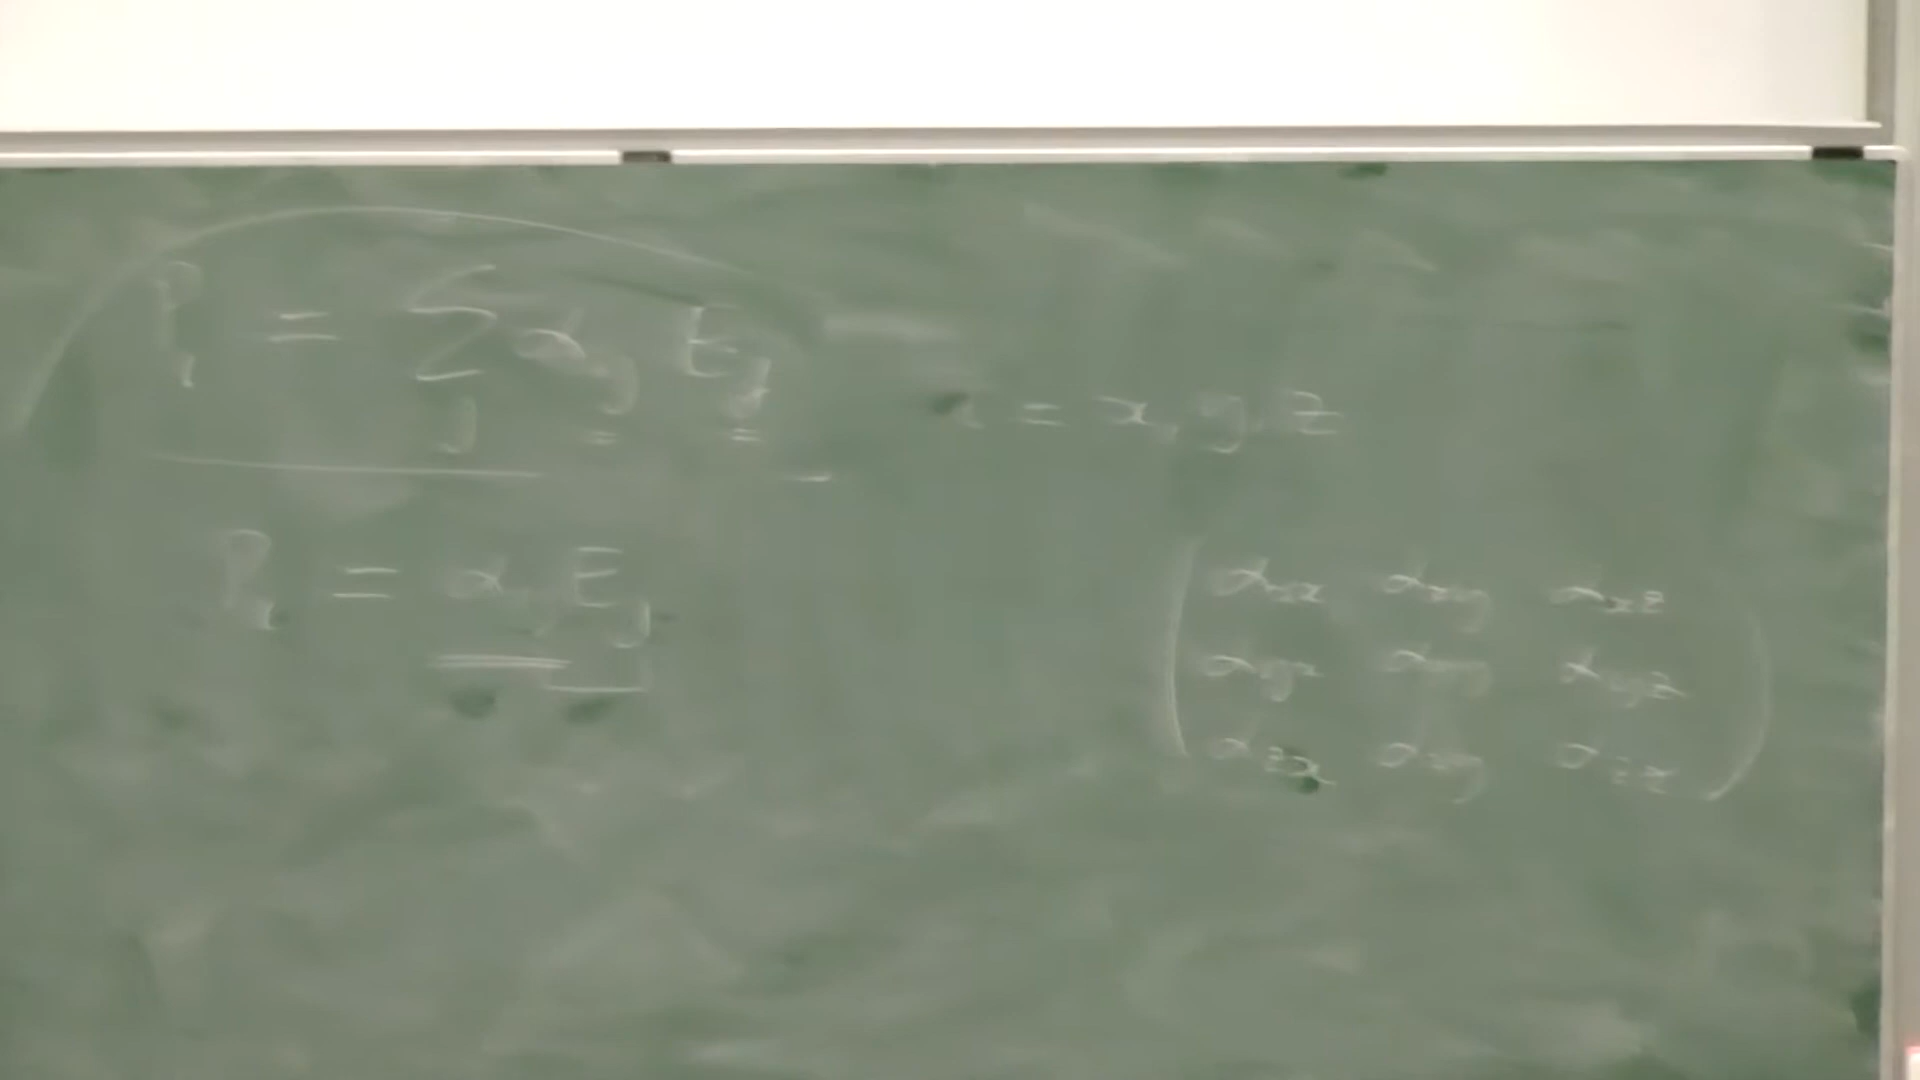 P_i = Σ_j α_ij E_j
i = x, y, z
P_i = α_ij E_j
( α_xx α_xy α_xz
α_yx α_yy α_yz
α_zx α_zy α_zz )